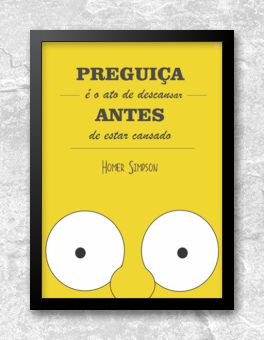 PREGUIÇA
é o ato de descansar
ANTES
de estar cansado
Homer Simpson